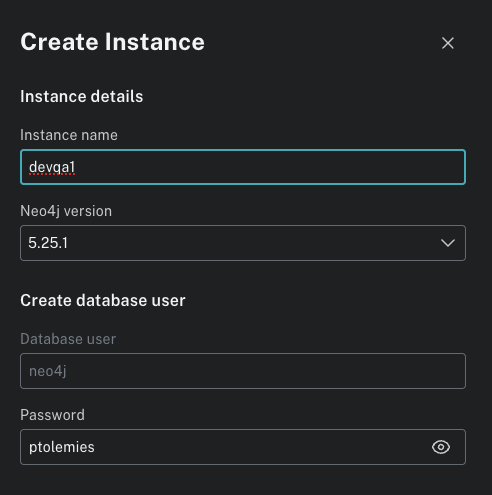 Create Instance
Instance details
Instance name
devqa1
Neo4j version
5.25.1
Create database user
Database user
neo4j
Password
ptolemies